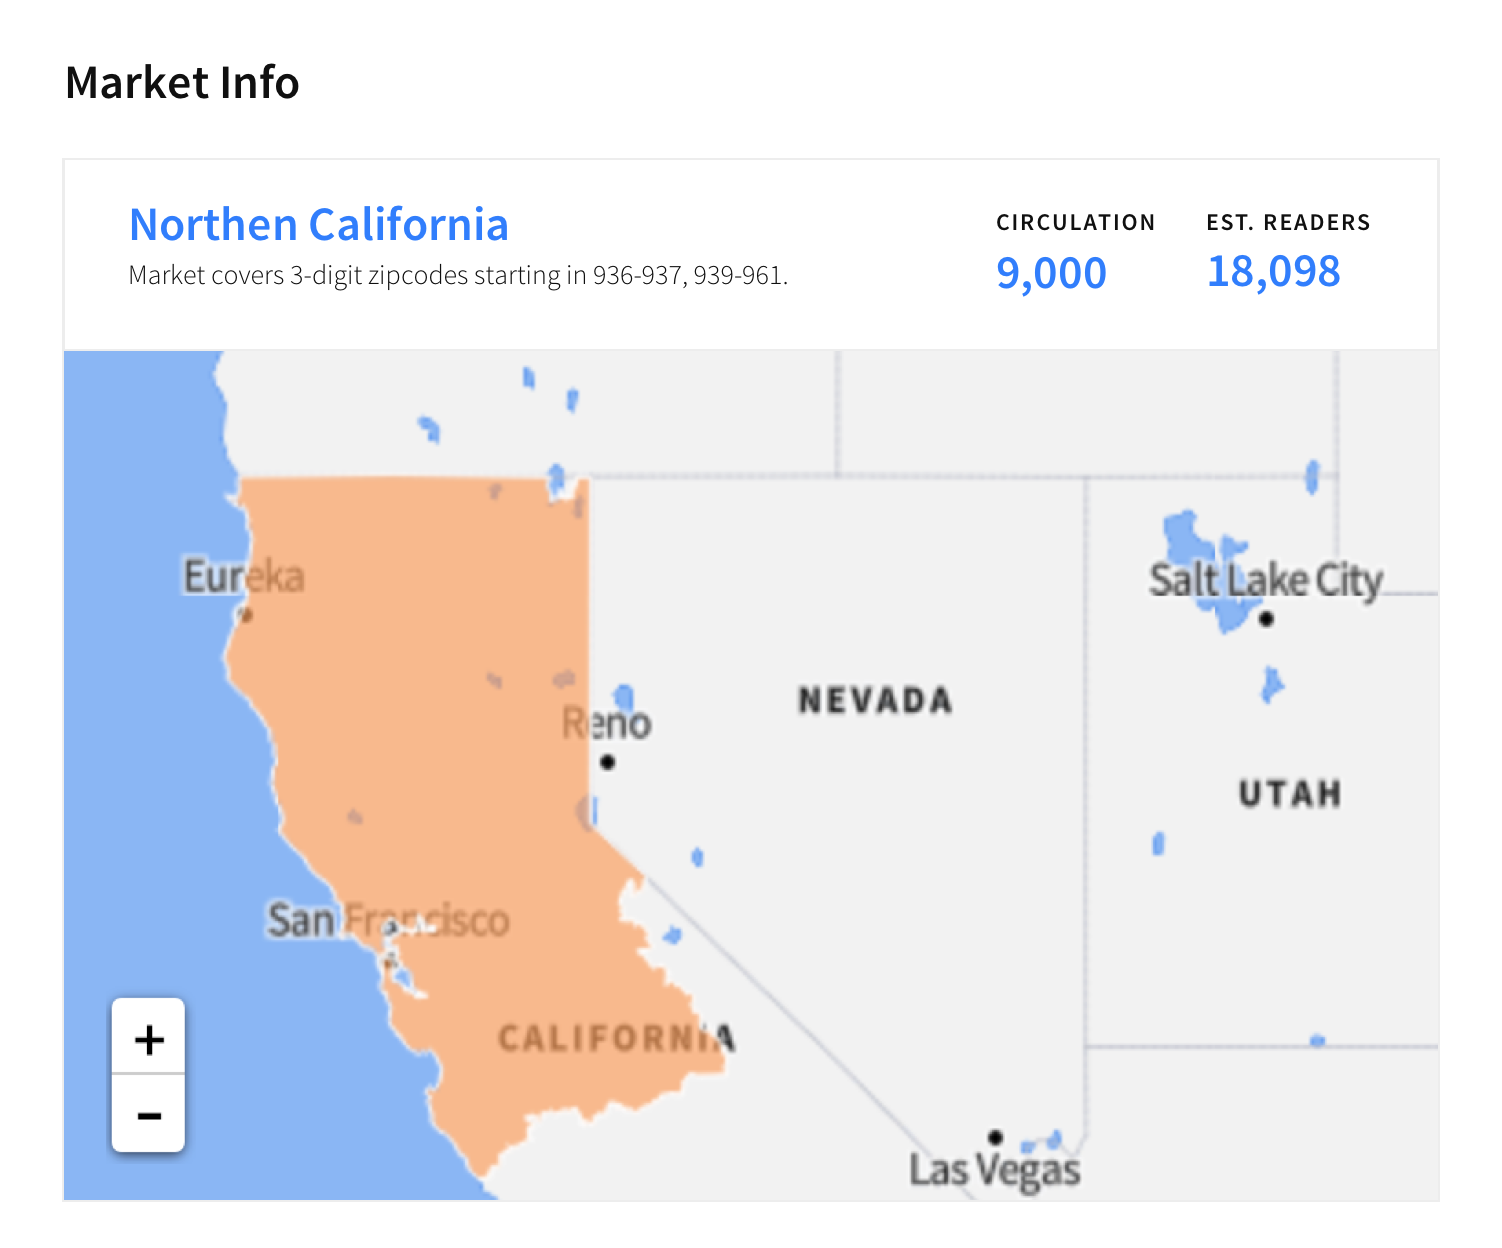 Market Info
Northen California
Market covers 3-digit zipcodes starting in 936-937, 939-961.
CIRCULATION
9,000
EST. READERS
18,098
Eureka
Salt Lake City
NEVADA
Reno
UTAH
San Francisco
CALIFORNIA
+
-
Las Vegas